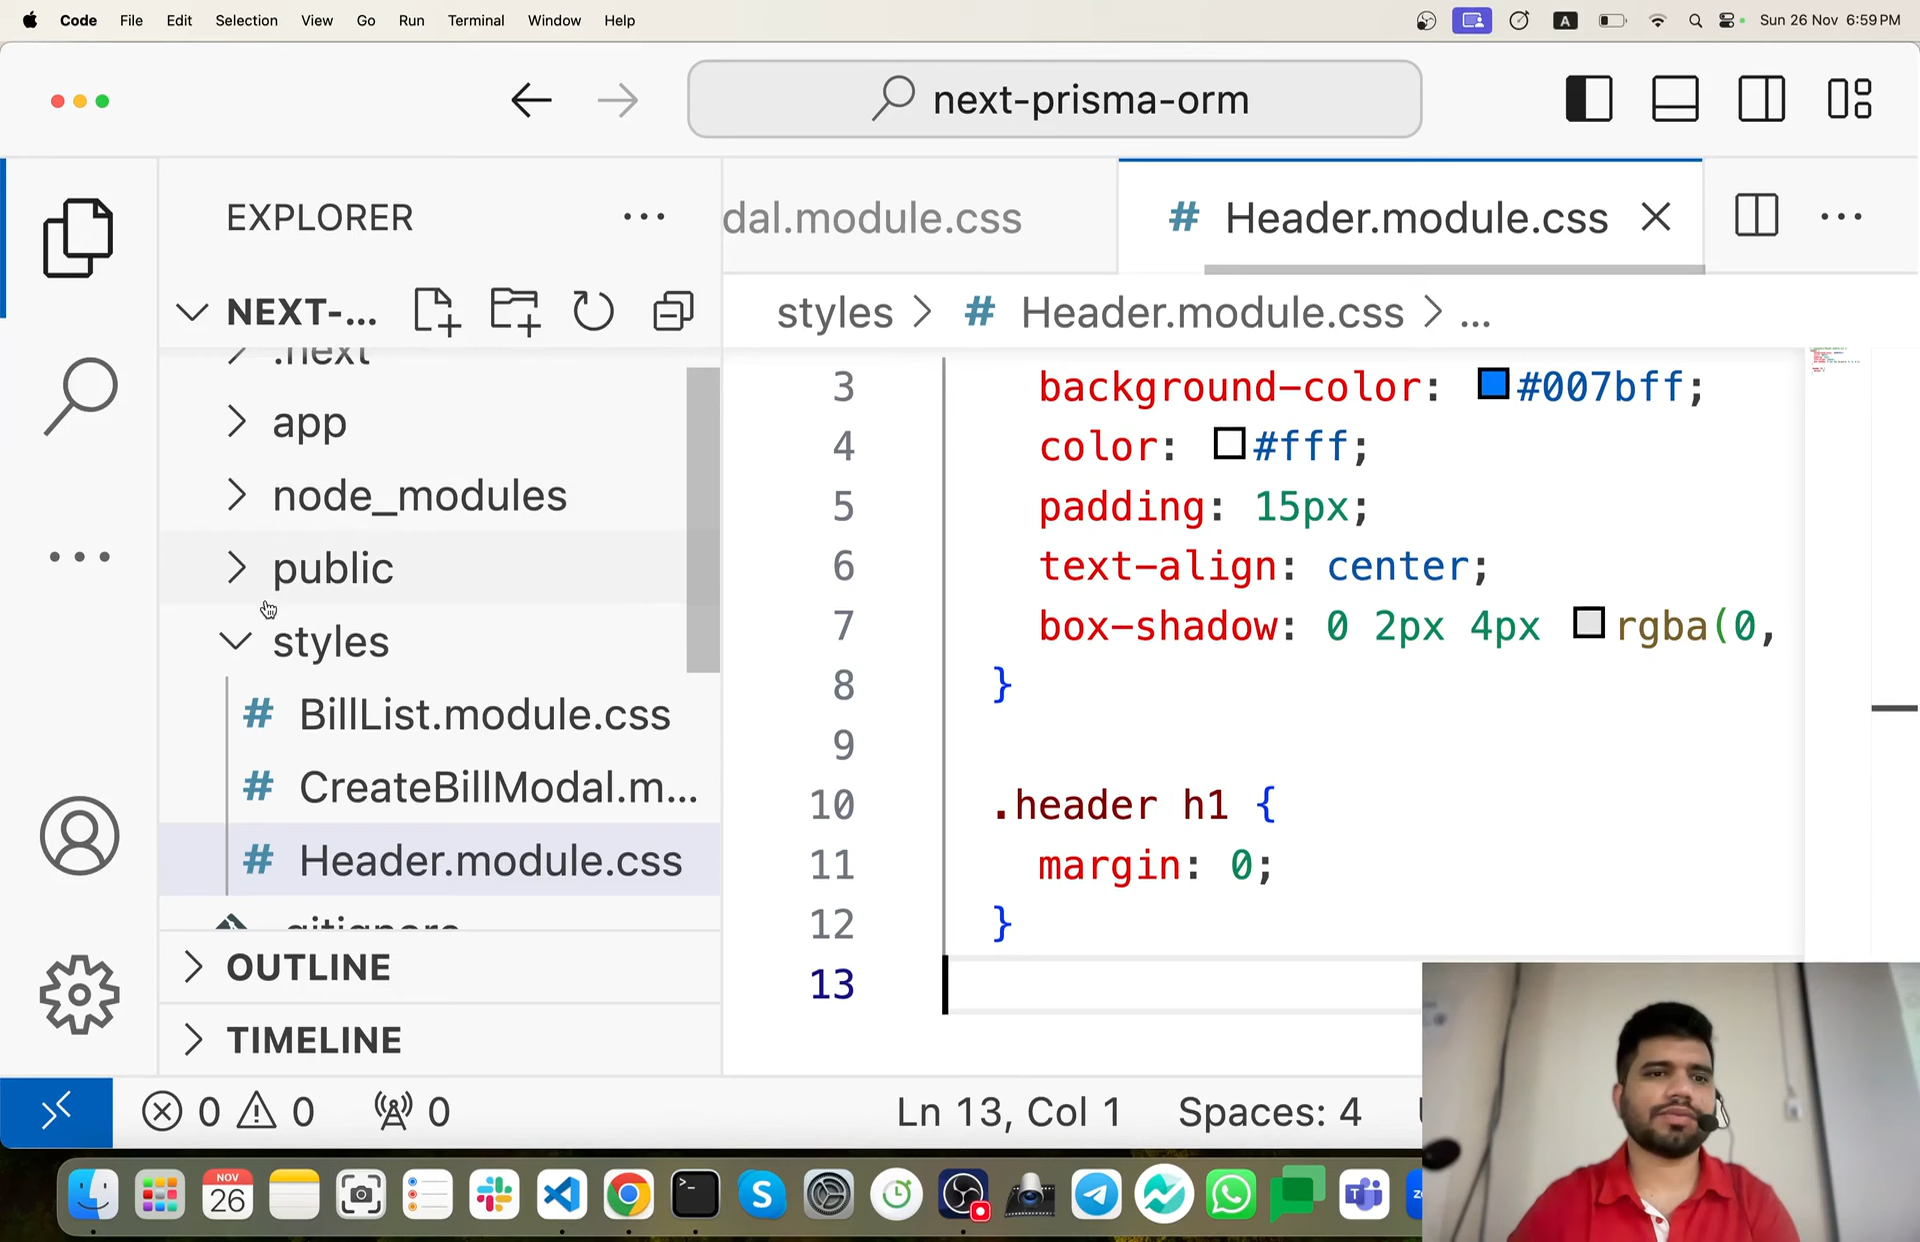 Code File Edit Selection View Go Run Terminal Window Help
A
Sun 26 Nov 6:59 PM
next-prisma-orm
EXPLORER
dal.module.css
# Header.module.css
NEXT-...
styles > # Header.module.css > ...
.next
app
node_modules
public
styles
# BillList.module.css
# CreateBillModal.m...
# Header.module.css
.gitignore
OUTLINE
TIMELINE
3 background-color: #007bff;
4 color: #fff;
5 padding: 15px;
6 text-align: center;
7 box-shadow: 0 2px 4px rgba(0,
8 }
9
10 .header h1 {
11 margin: 0;
12 }
13
0 0 0
Ln 13, Col 1 Spaces: 4
NOV
26
S
T